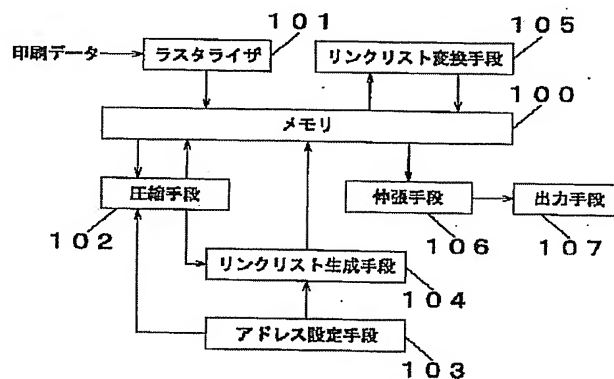 101
105
印刷データ
ラスタライザ
リンクリスト変換手段
100
メモリ
圧縮手段
伸張手段
出力手段
102
106
107
リンクリスト生成手段
104
アドレス設定手段
103